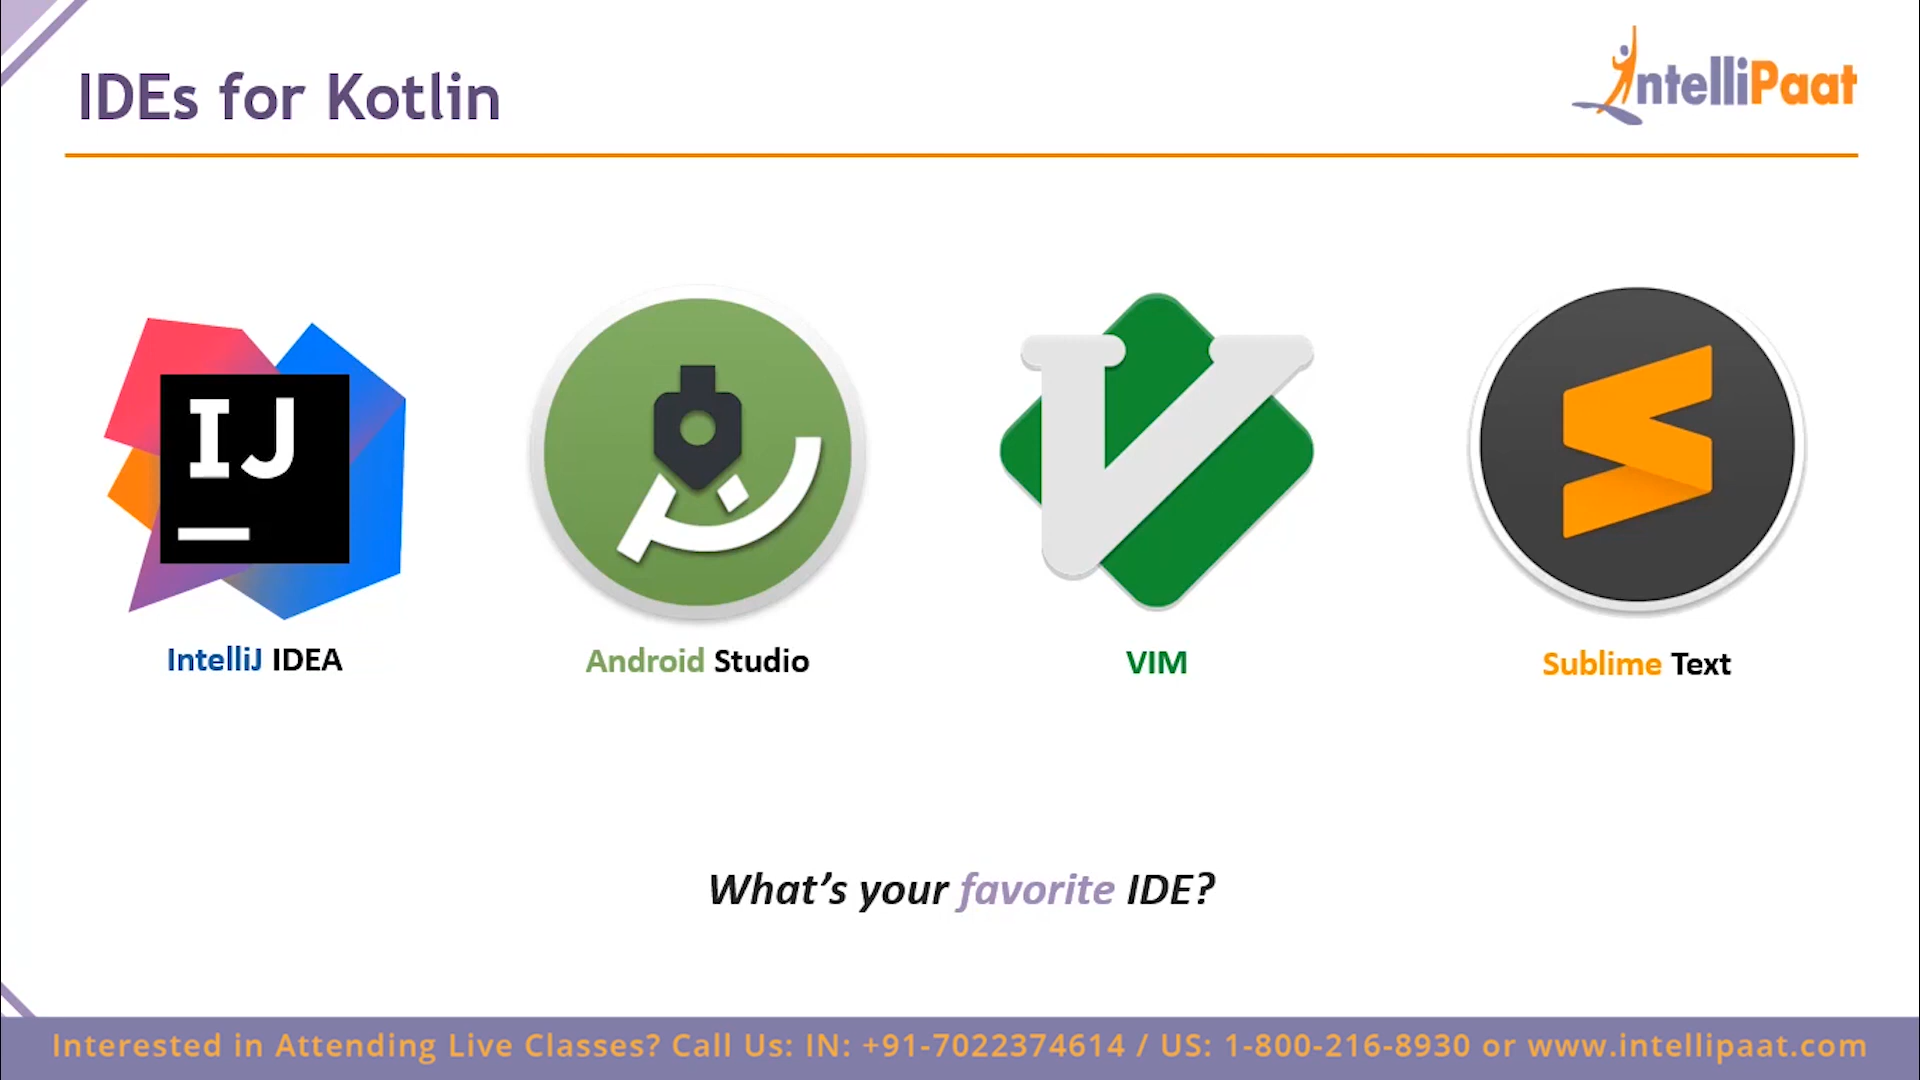 IDEs for Kotlin
IntelliPaat
IJ
IntelliJ IDEA
Android Studio
VIM
Sublime Text
What's your favorite IDE?
Interested in Attending Live Classes? Call Us: IN: +91-7022374614 / US: 1-800-216-8930 or www.intellipaat.com